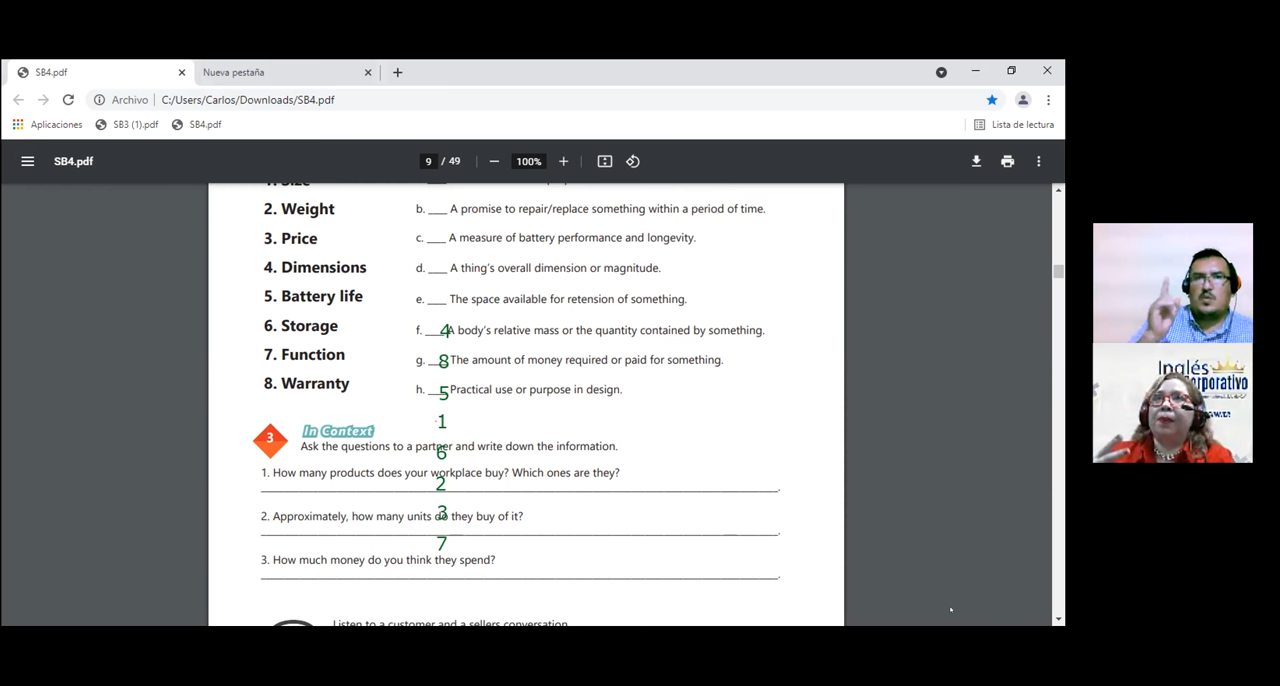 SB4.pdf
Nueva pestaña
Archivo C:/Users/Carlos/Downloads/SB4.pdf
Aplicaciones SB3 (1).pdf SB4.pdf Lista de lectura
SB4.pdf 9 / 49 100%
1. Size
2. Weight b. ___ A promise to repair/replace something within a period of time.
3. Price c. ___ A measure of battery performance and longevity.
4. Dimensions d. ___ A thing's overall dimension or magnitude.
5. Battery life e. ___ The space available for retension of something.
6. Storage f. ___ A body's relative mass or the quantity contained by something.
4
7. Function g. ___ The amount of money required or paid for something.
8
8. Warranty h. ___ Practical use or purpose in design.
5
1
3 In Context
Ask the questions to a partner and write down the information.
6
1. How many products does your workplace buy? Which ones are they?
2
2. Approximately, how many units do they buy of it?
3
7
3. How much money do you think they spend?
Listen to a customer and a sellers conversation
Inglés
orporativo